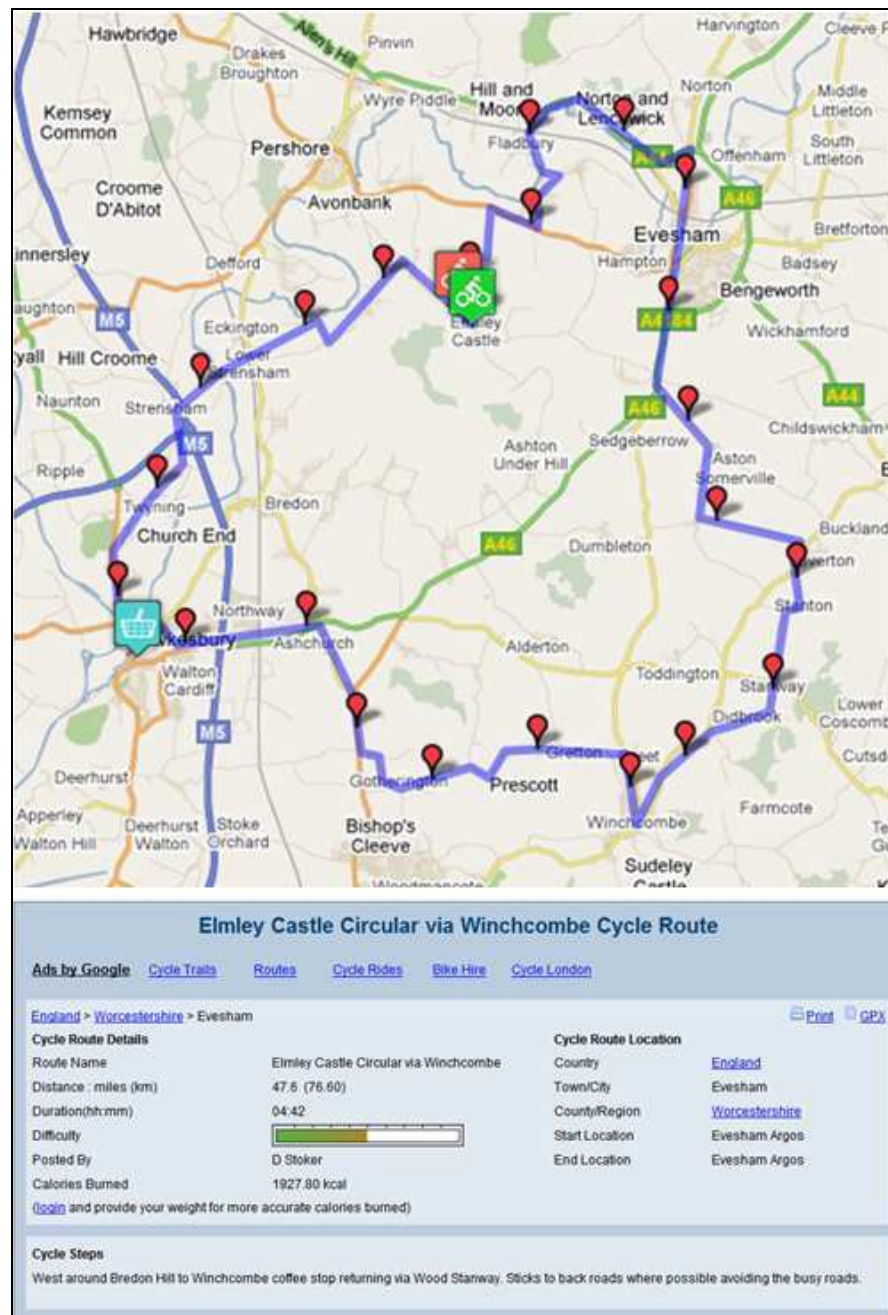 Hawbridge
Pinvin
Allen's Hill
Harvington
Cleeve
Drakes
Broughton
Wyre Piddle
Hill and
Moor
Norton and
Norton
Middle
Littleton
Kemsey
Common
Fladbury
South
Littleton
Pershore
Offenham
Croome
D'Abitot
Avonbank
A46
Evesham
Bretforton
Defford
Hampton
Badsey
Bengeworth
M5
Eckington
Castle
Wickhamford
Hill Croome
Lower
Strensham
Naunton
Strensham
A46
A44
M5
Sedgeberrow
Childswickham
Ashton
Under Hill
Aston
Somerville
Ripple
Twyning
Bredon
Church End
A46
Dumbleton
Buckland
Stanton
Northway
Ashchurch
Alderton
Walton
Cardiff
Toddington
Stanway
M5
Didbrook
Lower
Gretton
Deerhurst
Gotherington
Prescott
Farmcote
Apperley
Deerhurst
Walton
Stoke
Orchard
Bishop's
Cleeve
Winchcombe
Walton Hill
Sudeley
Castle
Woodmancote
Elmley Castle Circular via Winchcombe Cycle Route
Ads by Google Cycle Trails Routes Cycle Rides Bike Hire Cycle London
England > Worcestershire > Evesham Print GPX
Cycle Route Details Cycle Route Location
Route Name Elmley Castle Circular via Winchcombe Country England
Distance : miles (km) 47.6 (76.60) Town/City Evesham
Duration(hh:mm) 04:42 County/Region Worcestershire
Difficulty Start Location Evesham Argos
Posted By D Stoker End Location Evesham Argos
Calories Burned 1927.80 kcal
(login and provide your weight for more accurate calories burned)
Cycle Steps
West around Bredon Hill to Winchcombe coffee stop returning via Wood Stanway. Sticks to back roads where possible avoiding the busy roads.